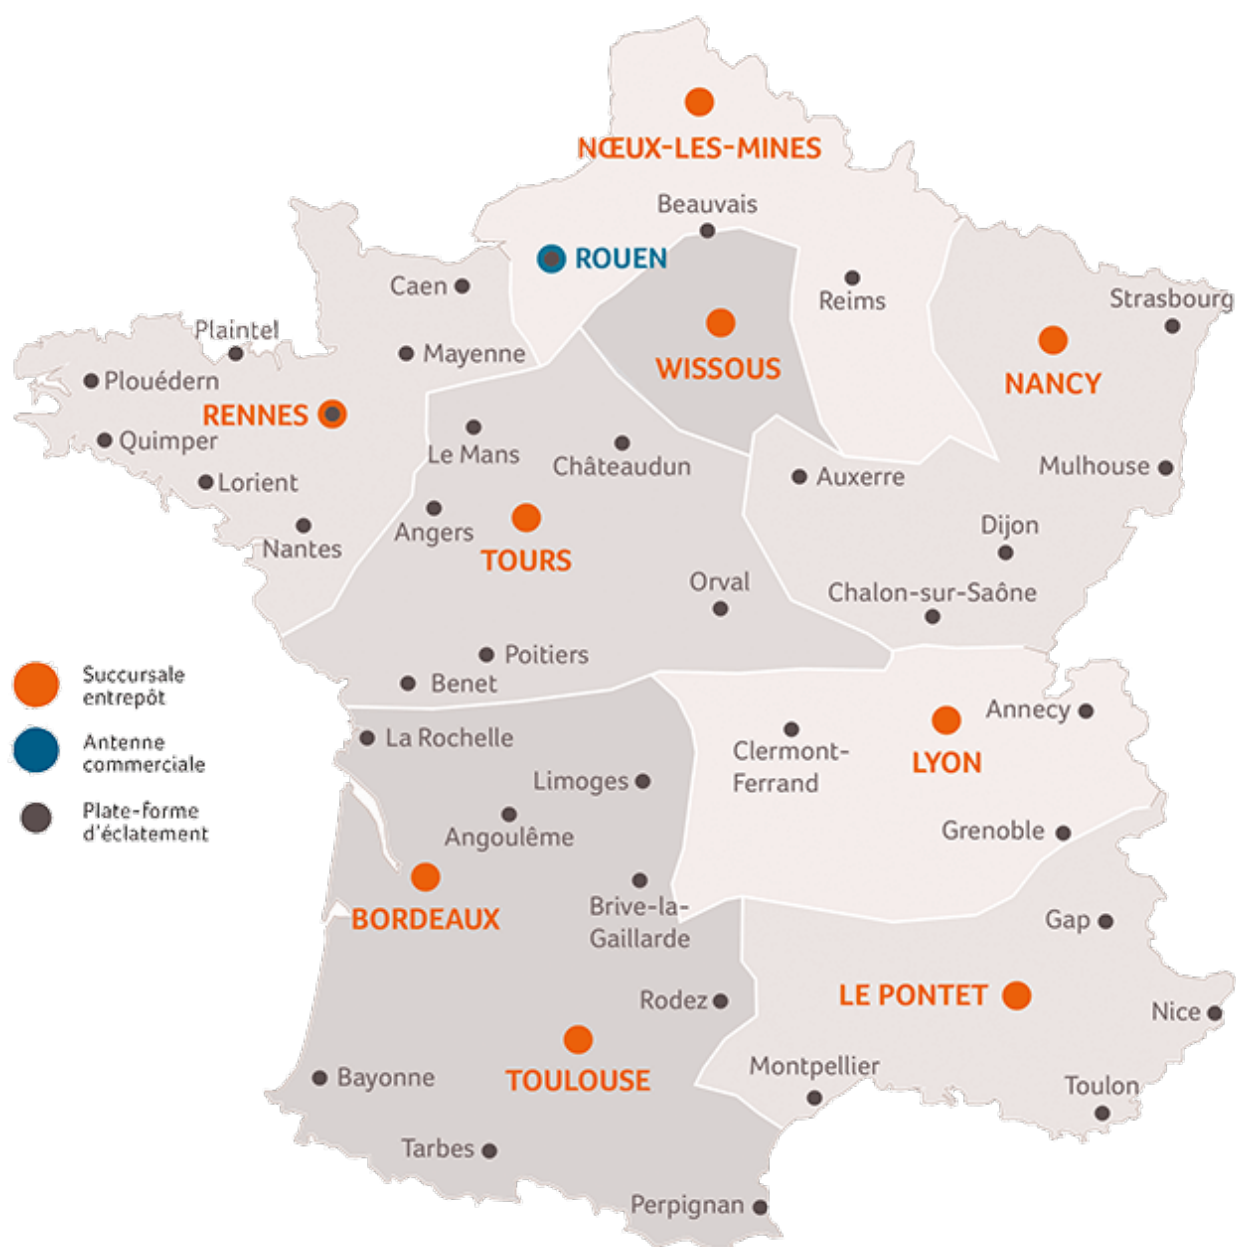 NŒUX-LES-MINES
Beauvais
ROUEN
Caen
Reims
Strasbourg
Plaintel
Mayenne
WISSOUS
NANCY
Plouédern
RENNES
Quimper
Le Mans
Châteaudun
Mulhouse
Auxerre
Lorient
Angers
Dijon
Nantes
TOURS
Orval
Chalon-sur-Saône
Poitiers
Benet
Succursale
entrepôt
Antenne
commerciale
Plate-forme
d'éclatement
La Rochelle
Annecy
Clermont-
Ferrand
LYON
Limoges
Angoulême
Grenoble
BORDEAUX
Brive-la-
Gaillarde
Gap
LE PONTET
Rodez
Nice
Montpellier
Bayonne
TOULOUSE
Toulon
Tarbes
Perpignan